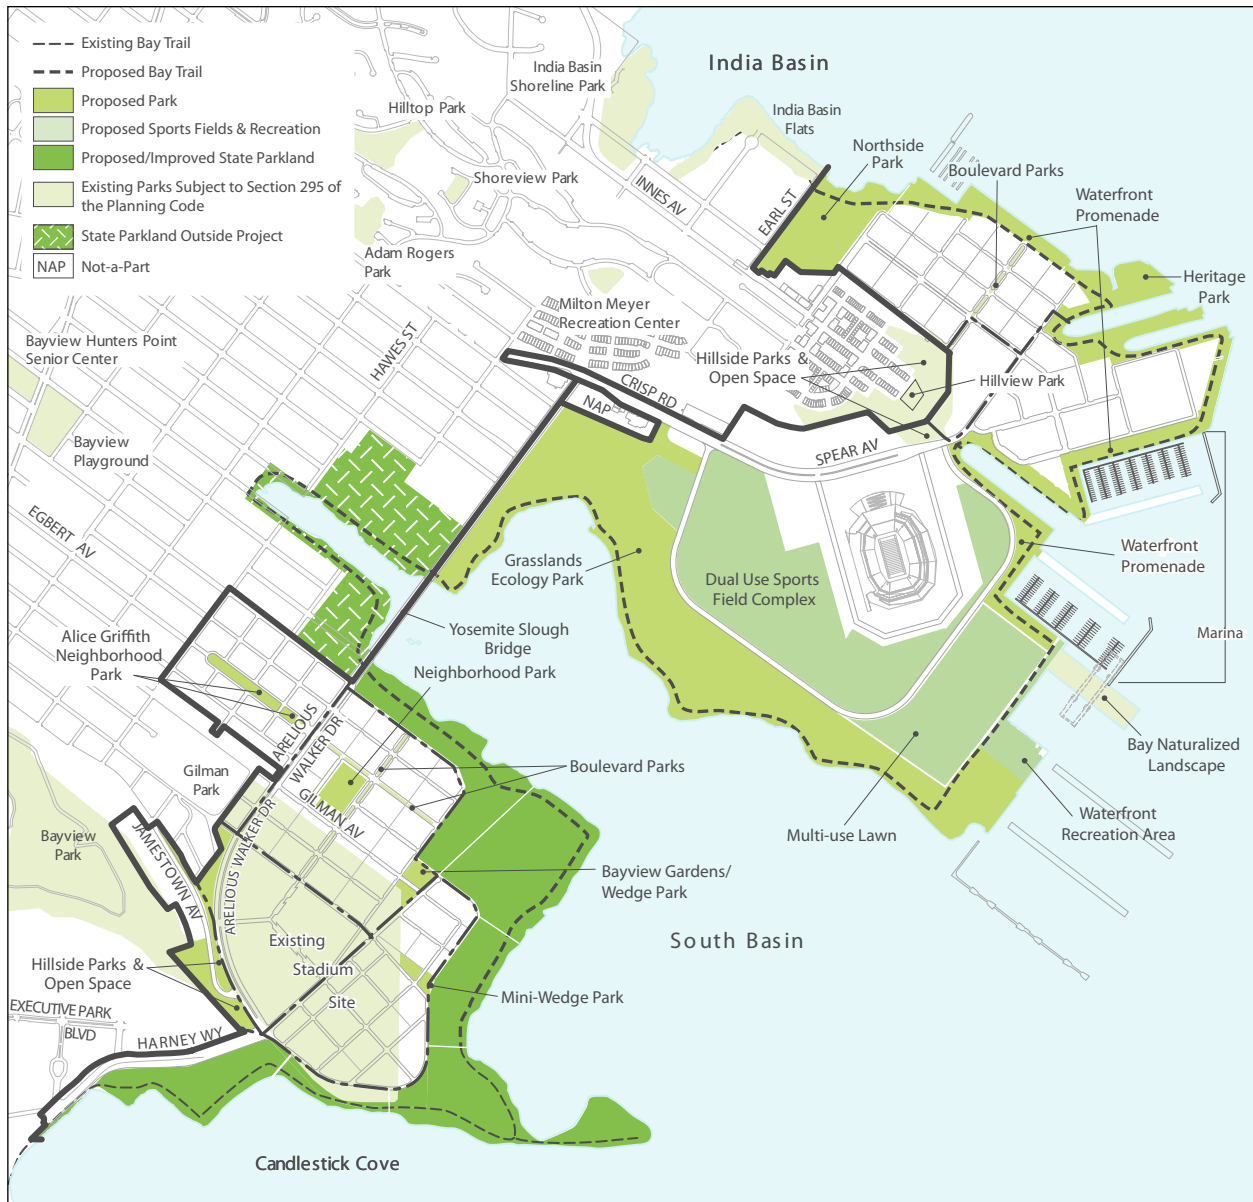 Existing Bay Trail
Proposed Bay Trail
Proposed Park
Proposed Sports Fields & Recreation
Proposed/Improved State Parkland
Existing Parks Subject to Section 295 of
the Planning Code
State Parkland Outside Project
NAP
Not-a-Part
India Basin
India Basin
Shoreline Park
Hilltop Park
India Basin
Flats
Northside
Park
Boulevard Parks
Waterfront
Promenade
Shoreview Park
INNES AV
EARL ST
Adam Rogers
Park
Heritage
Park
Milton Meyer
Recreation Center
Bayview Hunters Point
Senior Center
HAWES ST
Hillside Parks &
Open Space
Hillview Park
CRISP RD
NAP
Bayview
Playground
SPEAR AV
EGBERT AV
Grasslands
Ecology Park
Dual Use Sports
Field Complex
Waterfront
Promenade
Marina
Alice Griffith
Neighborhood
Park
Yosemite Slough
Bridge
Neighborhood Park
ARELIOUS
WALKER DR
Bay Naturalized
Landscape
Gilman
Park
Boulevard Parks
GILMAN AV
Multi-use Lawn
Waterfront
Recreation Area
Bayview
Park
JAMESTOWN AV
ARELIOUS WALKER DR
Bayview Gardens/
Wedge Park
South Basin
Existing
Stadium
Site
Hillside Parks &
Open Space
Mini-Wedge Park
EXECUTIVE PARK
BLVD
HARNEY WY
Candlestick Cove